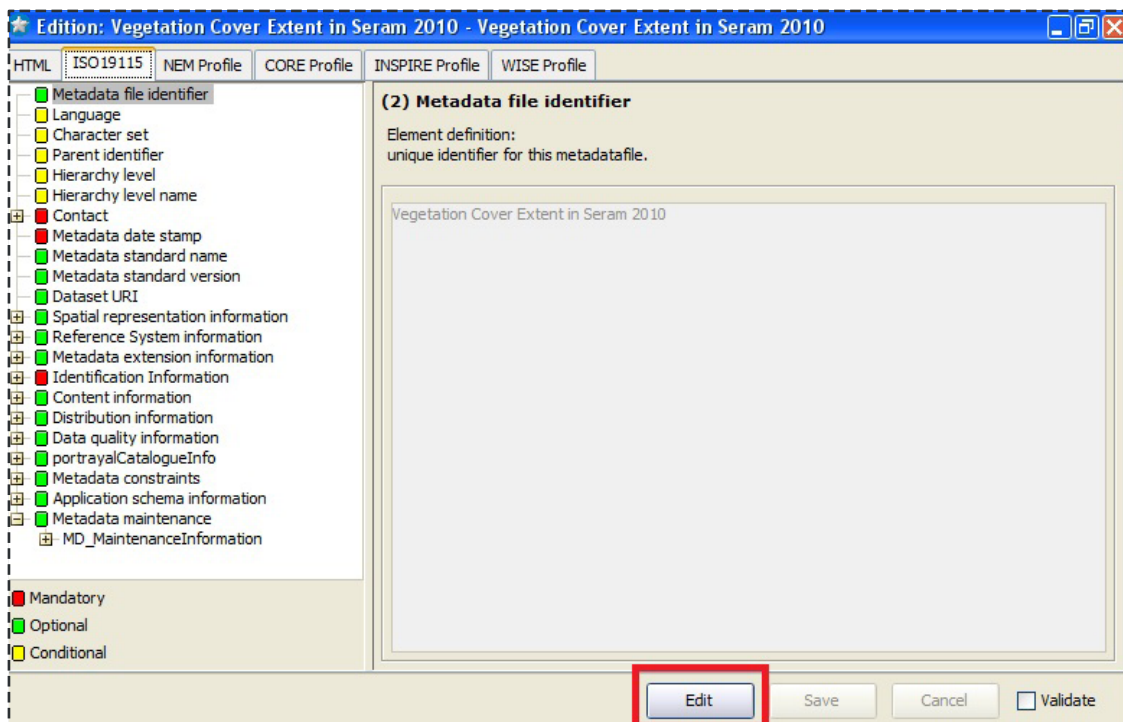 Edition: Vegetation Cover Extent in Seram 2010 - Vegetation Cover Extent in Seram 2010
HTML ISO19115 NEM Profile CORE Profile INSPIRE Profile WISE Profile
Metadata file identifier
Language
Character set
Parent identifier
Hierarchy level
Hierarchy level name
Contact
Metadata date stamp
Metadata standard name
Metadata standard version
Dataset URI
Spatial representation information
Reference System information
Metadata extension information
Identification Information
Content information
Distribution information
Data quality information
portrayalCatalogueInfo
Metadata constraints
Application schema information
Metadata maintenance
MD_MaintenanceInformation
Mandatory
Optional
Conditional
(2) Metadata file identifier
Element definition:
unique identifier for this metadatafile.
Vegetation Cover Extent in Seram 2010
Edit Save Cancel Validate